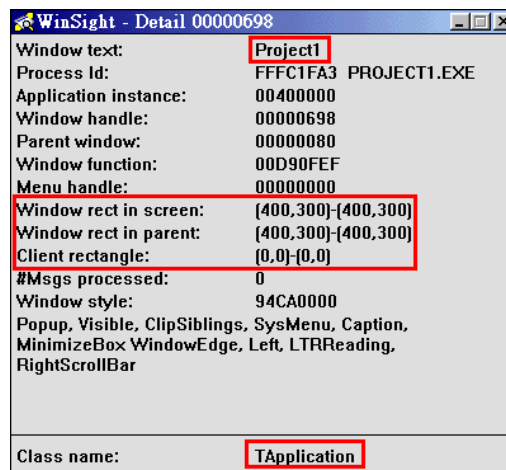 WinSight - Detail 00000698
Window text: Project1
Process Id: FFFC1FA3 PROJECT1.EXE
Application instance: 00400000
Window handle: 00000698
Parent window: 00000080
Window function: 00D90FEF
Menu handle: 00000000
Window rect in screen: (400,300)-(400,300)
Window rect in parent: (400,300)-(400,300)
Client rectangle: (0,0)-(0,0)
#Msgs processed: 0
Window style: 94CA0000
Popup, Visible, ClipSiblings, SysMenu, Caption,
MinimizeBox WindowEdge, Left, LTRReading,
RightScrollBar
Class name: TApplication